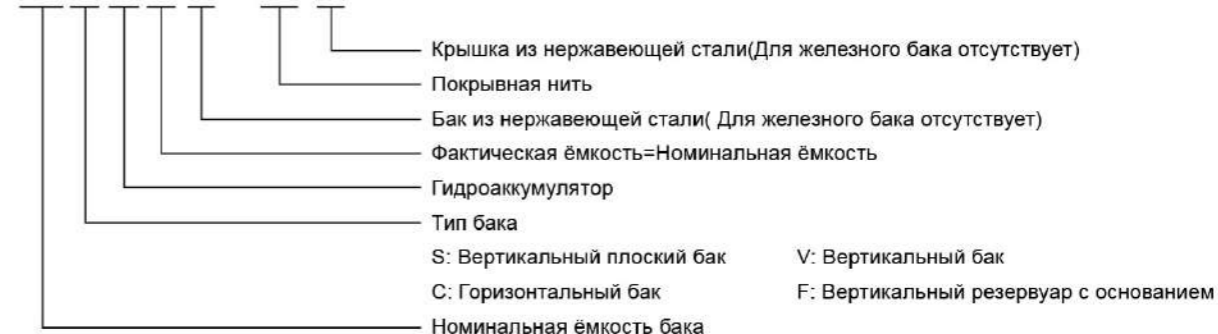 Крышка из нержавеющей стали(Для железного бака отсутствует)
Покрывная нить
Бак из нержавеющей стали( Для железного бака отсутствует)
Фактическая ёмкость=Номинальная ёмкость
Гидроаккумулятор
Тип бака
S: Вертикальный плоский бак V: Вертикальный бак
C: Горизонтальный бак F: Вертикальный резервуар с основанием
Номинальная ёмкость бака